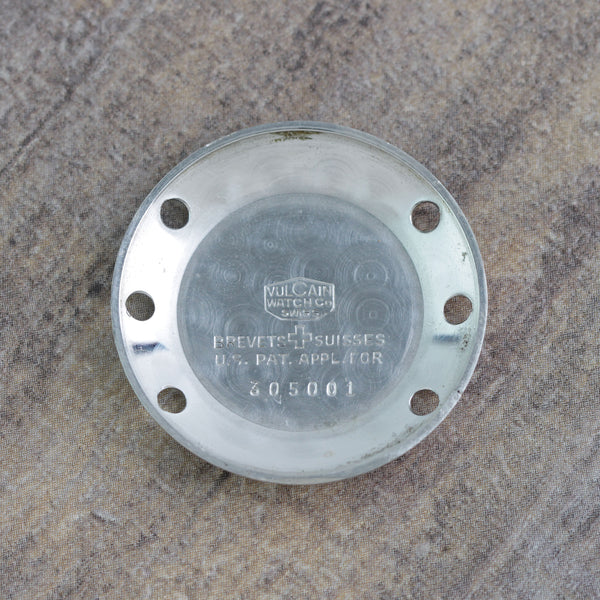 VULCAIN
WATCH Co
SWISS
BREVETS + SUISSES
U.S. PAT. APPL. FOR
305001